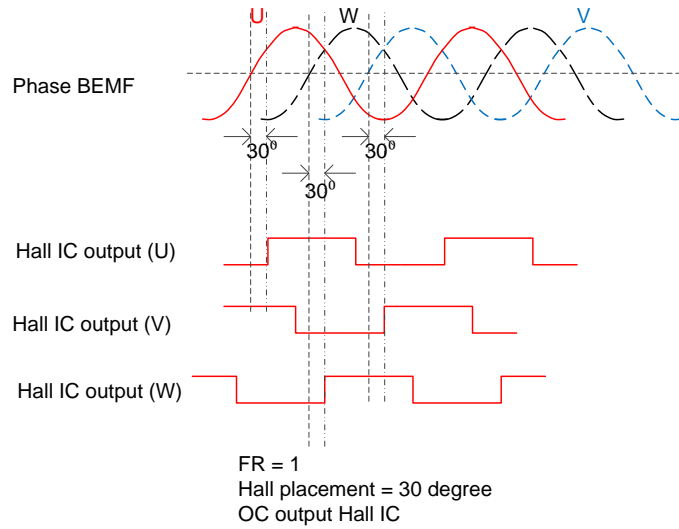 U W V
Phase BEMF
30⁰ 30⁰
30⁰
Hall IC output (U)
Hall IC output (V)
Hall IC output (W)
FR = 1
Hall placement = 30 degree
OC output Hall IC